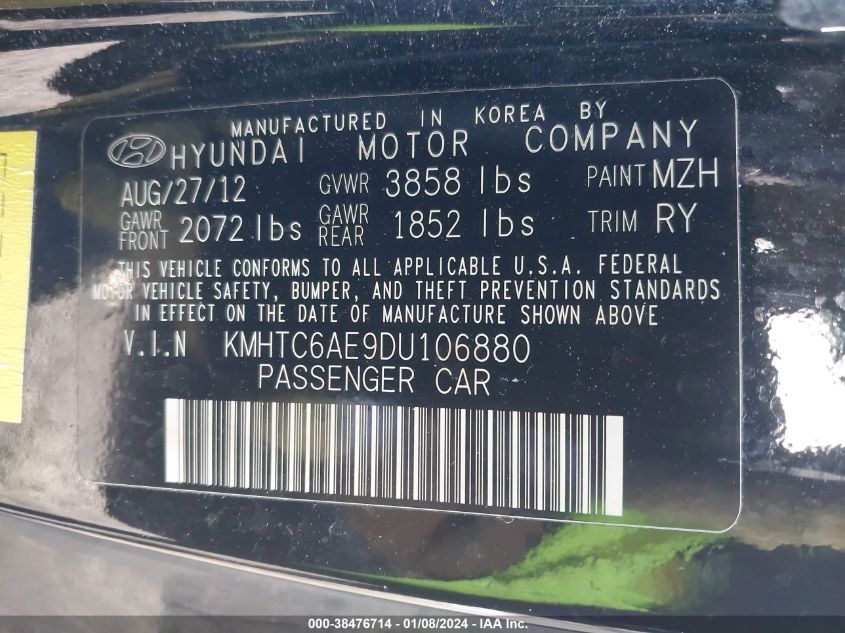 MANUFACTURED IN KOREA BY
HYUNDAI MOTOR COMPANY
AUG/27/12 GVWR 3858 lbs PAINT MZH
GAWR FRONT 2072 lbs GAWR REAR 1852 lbs TRIM RY
THIS VEHICLE CONFORMS TO ALL APPLICABLE U.S.A. FEDERAL
MOTOR VEHICLE SAFETY, BUMPER, AND THEFT PREVENTION STANDARDS
IN EFFECT ON THE DATE OF MANUFACTURE SHOWN ABOVE
V.I.N KMHTC6AE9DU106880
PASSENGER CAR
000-38476714 - 01/08/2024 - IAAI Inc.